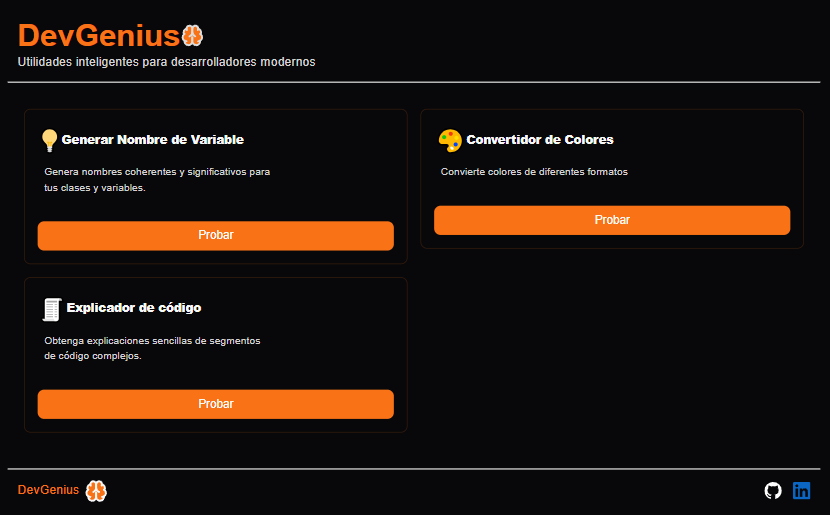 DevGenius
Utilidades inteligentes para desarrolladores modernos
Generar Nombre de Variable
Genera nombres coherentes y significativos para
tus clases y variables.
Probar
Convertidor de Colores
Convierte colores de diferentes formatos
Probar
Explicador de código
Obtenga explicaciones sencillas de segmentos
de código complejos.
Probar
DevGenius
in